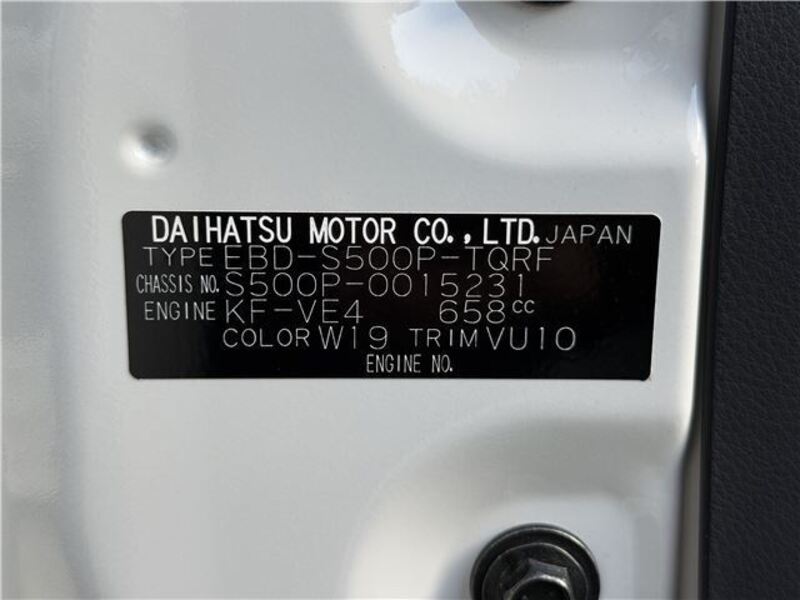 DAIHATSU MOTOR CO.,LTD. JAPAN
TYPE EBD-S500P-TQRF
CHASSIS NO. S500P-0015231
ENGINE KF-VE4 658cc
COLOR W19 TRIM VU10
ENGINE NO.